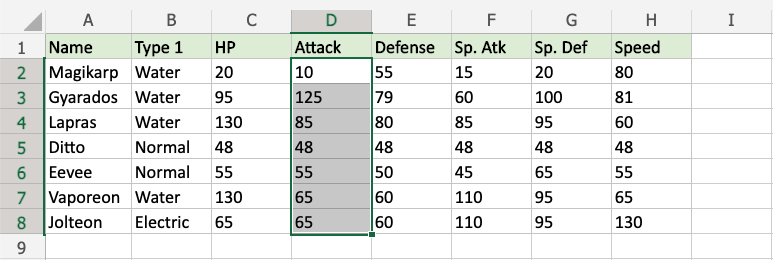 A B C D E F G H I
1 Name Type 1 HP Attack Defense Sp. Atk Sp. Def Speed
2 Magikarp Water 20 10 55 15 20 80
3 Gyarados Water 95 125 79 60 100 81
4 Lapras Water 130 85 80 85 95 60
5 Ditto Normal 48 48 48 48 48 48
6 Eevee Normal 55 55 50 45 65 55
7 Vaporeon Water 130 65 60 110 95 65
8 Jolteon Electric 65 65 60 110 95 130
9